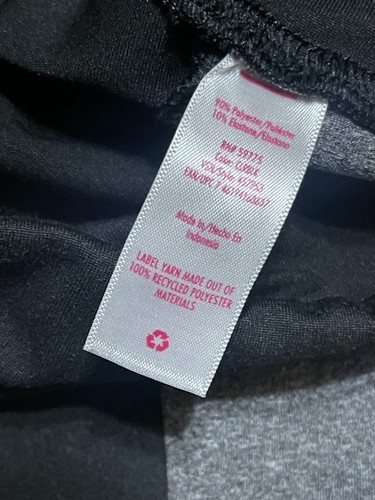 90% Polyester/Poliéster
10% Elastane/Elastano
RN# 59775
Color:
Made in/Hecho En
Indonesia
LABEL YARN MADE OUT OF
100% RECYCLED POLYESTER
MATERIALS